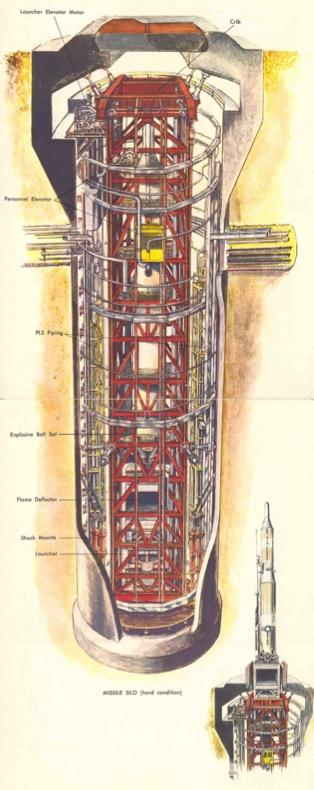 Launcher Elevator Motor
Crib
Personnel Elevator
PLS Piping
Explosive Bolt Set
Flame Deflector
Shock Mounts
Launcher
MISSILE SILO (hard condition)